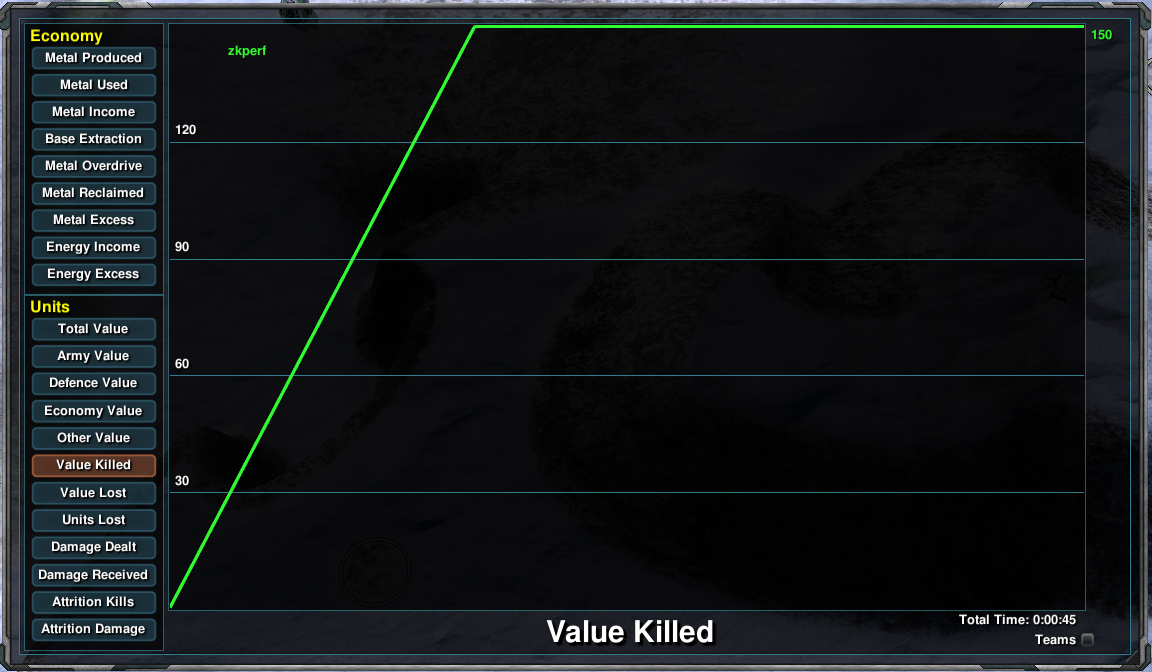 Economy
Metal Produced
Metal Used
Metal Income
Base Extraction
Metal Overdrive
Metal Reclaimed
Metal Excess
Energy Income
Energy Excess
Units
Total Value
Army Value
Defence Value
Economy Value
Other Value
Value Killed
Value Lost
Units Lost
Damage Dealt
Damage Received
Attrition Kills
Attrition Damage
zkperf
150
120
90
60
30
Value Killed
Total Time: 0:00:45
Teams